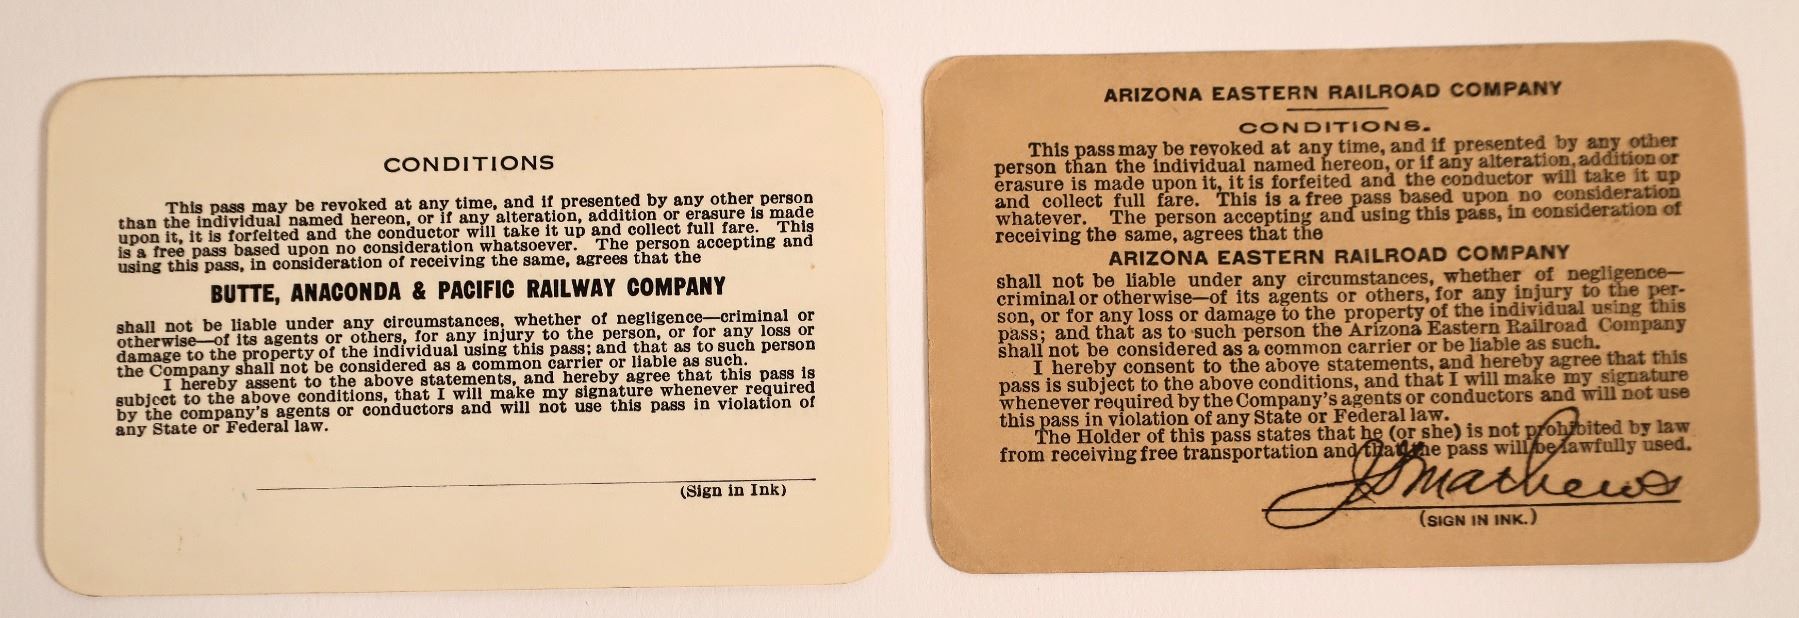 CONDITIONS
This pass may be revoked at any time, and if presented by any other person
than the individual named hereon, or if any alteration, addition or erasure is made
upon it, it is forfeited and the conductor will take it up and collect full fare. This
is a free pass based upon no consideration whatsoever. The person accepting and
using this pass, in consideration of receiving the same, agrees that the
BUTTE, ANACONDA & PACIFIC RAILWAY COMPANY
shall not be liable under any circumstances, whether of negligence—criminal or
otherwise—of its agents or others, for any injury to the person, or for any loss or
damage to the property of the individual using this pass; and that as to such person
the Company shall not be considered as a common carrier or liable as such.
I hereby assent to the above statements, and hereby agree that this pass is
subject to the above conditions, that I will make my signature whenever required
by the company's agents or conductors and will not use this pass in violation of
any State or Federal law.
(Sign in Ink)
ARIZONA EASTERN RAILROAD COMPANY
CONDITIONS.
This pass may be revoked at any time, and if presented by any other
person than the individual named hereon, or if any alteration, addition or
erasure is made upon it, it is forfeited and the conductor will take it up
and collect full fare. This is a free pass based upon no consideration
whatever. The person accepting and using this pass, in consideration of
receiving the same, agrees that the
ARIZONA EASTERN RAILROAD COMPANY
shall not be liable under any circumstances, whether of negligence—
criminal or otherwise—of its agents or others, for any injury to the per-
son, or for any loss or damage to the property of the individual using this
pass; and that as to such person the Arizona Eastern Railroad Company
shall not be considered as a common carrier or be liable as such.
I hereby consent to the above statements, and hereby agree that this
pass is subject to the above conditions, and that I will make my signature
whenever required by the Company's agents or conductors and will not use
this pass in violation of any State or Federal law.
The Holder of this pass states that he (or she) is not prohibited by law
from receiving free transportation and that the pass will be lawfully used.
Mathews
(SIGN IN INK.)